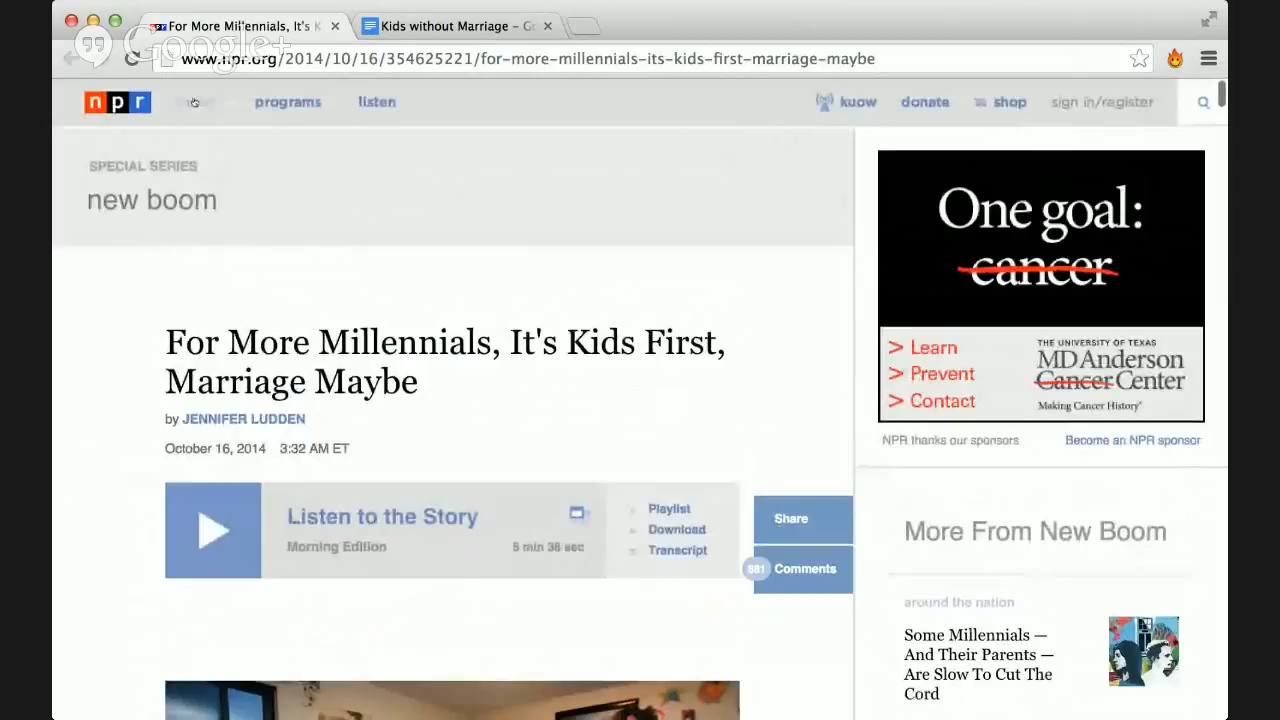 For More Millennials, It's K
Kids without Marriage – G
Google+
www.npr.org/2014/10/16/354625221/for-more-millennials-its-kids-first-marriage-maybe
npr
programs
listen
kuow
donate
shop
sign in/register
SPECIAL SERIES
new boom
One goal:
cancer
> Learn
> Prevent
> Contact
THE UNIVERSITY OF TEXAS
MD Anderson
Cancer Center
Making Cancer History®
NPR thanks our sponsors
Become an NPR sponsor
For More Millennials, It's Kids First,
Marriage Maybe
by JENNIFER LUDDEN
October 16, 2014 3:32 AM ET
Listen to the Story
Morning Edition
5 min 36 sec
Playlist
Download
Transcript
Share
881 Comments
More From New Boom
around the nation
Some Millennials —
And Their Parents —
Are Slow To Cut The
Cord